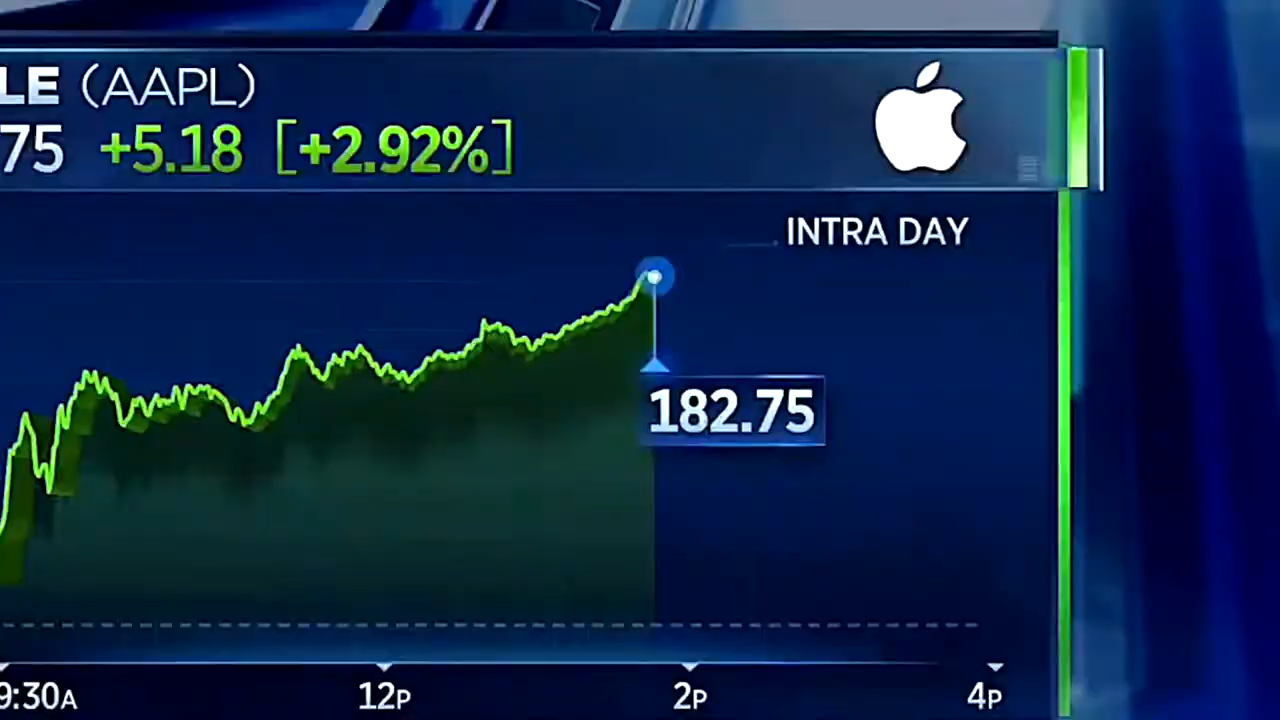 LE (AAPL)
75 +5.18 [+2.92%]
INTRA DAY
182.75
9:30A 12P 2P 4P